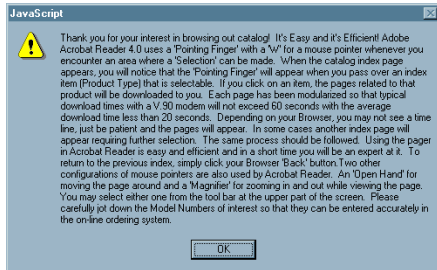 JavaScript
Thank you for your interest in browsing out catalog! It's Easy and it's Efficient! Adobe
Acrobat Reader 4.0 uses a 'Pointing Finger' with a 'W' for a mouse pointer whenever you
encounter an area where a 'Selection' can be made. When the catalog index page
appears, you will notice that the 'Pointing Finger' will appear when you pass over an index
item (Product Type) that is selectable. If you click on an item, the pages related to that
product will be downloaded to you. Each page has been modularized so that typical
download times with a V.90 modem will not exceed 60 seconds with the average
download time less than 20 seconds. Depending on your Browser, you may not see a time
line, just be patient and the pages will appear. In some cases another index page will
appear requiring further selection. The same process should be followed. Using the pager
in Acrobat Reader is easy and efficient and in a short time you will be an expert at it. To
return to the previous index, simply click your Browser 'Back' button.Two other
configurations of mouse pointers are also used by Acrobat Reader. An 'Open Hand' for
moving the page around and a 'Magnifier' for zooming in and out while viewing the page.
You may select either one from the tool bar at the upper part of the screen. Please
carefully jot down the Model Numbers of interest so that they can be entered accurately in
the on-line ordering system.
OK